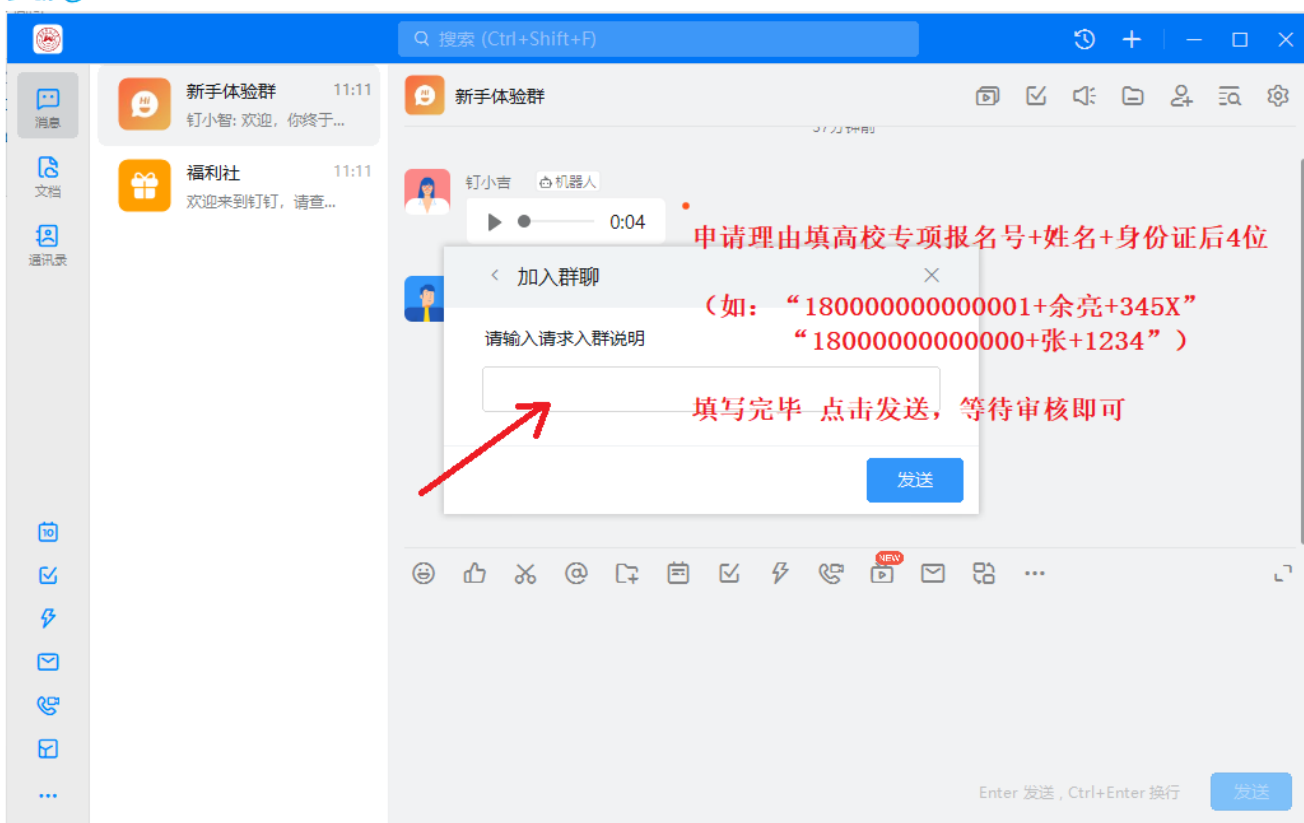 搜索 (Ctrl+Shift+F)
消息
文档
通讯录
新手体验群 11:11
钉小智: 欢迎，你终于...
福利社 11:11
欢迎来到钉钉，请查...
新手体验群
37分钟前
钉小吉 机器人
0:04
申请理由填高校专项报名号+姓名+身份证后4位
加入群聊
（如：“180000000000001+余亮+345X”
“18000000000000+张+1234”）
请输入请求入群说明
填写完毕 点击发送，等待审核即可
发送
10
NEW
Enter 发送 , Ctrl+Enter 换行
发送